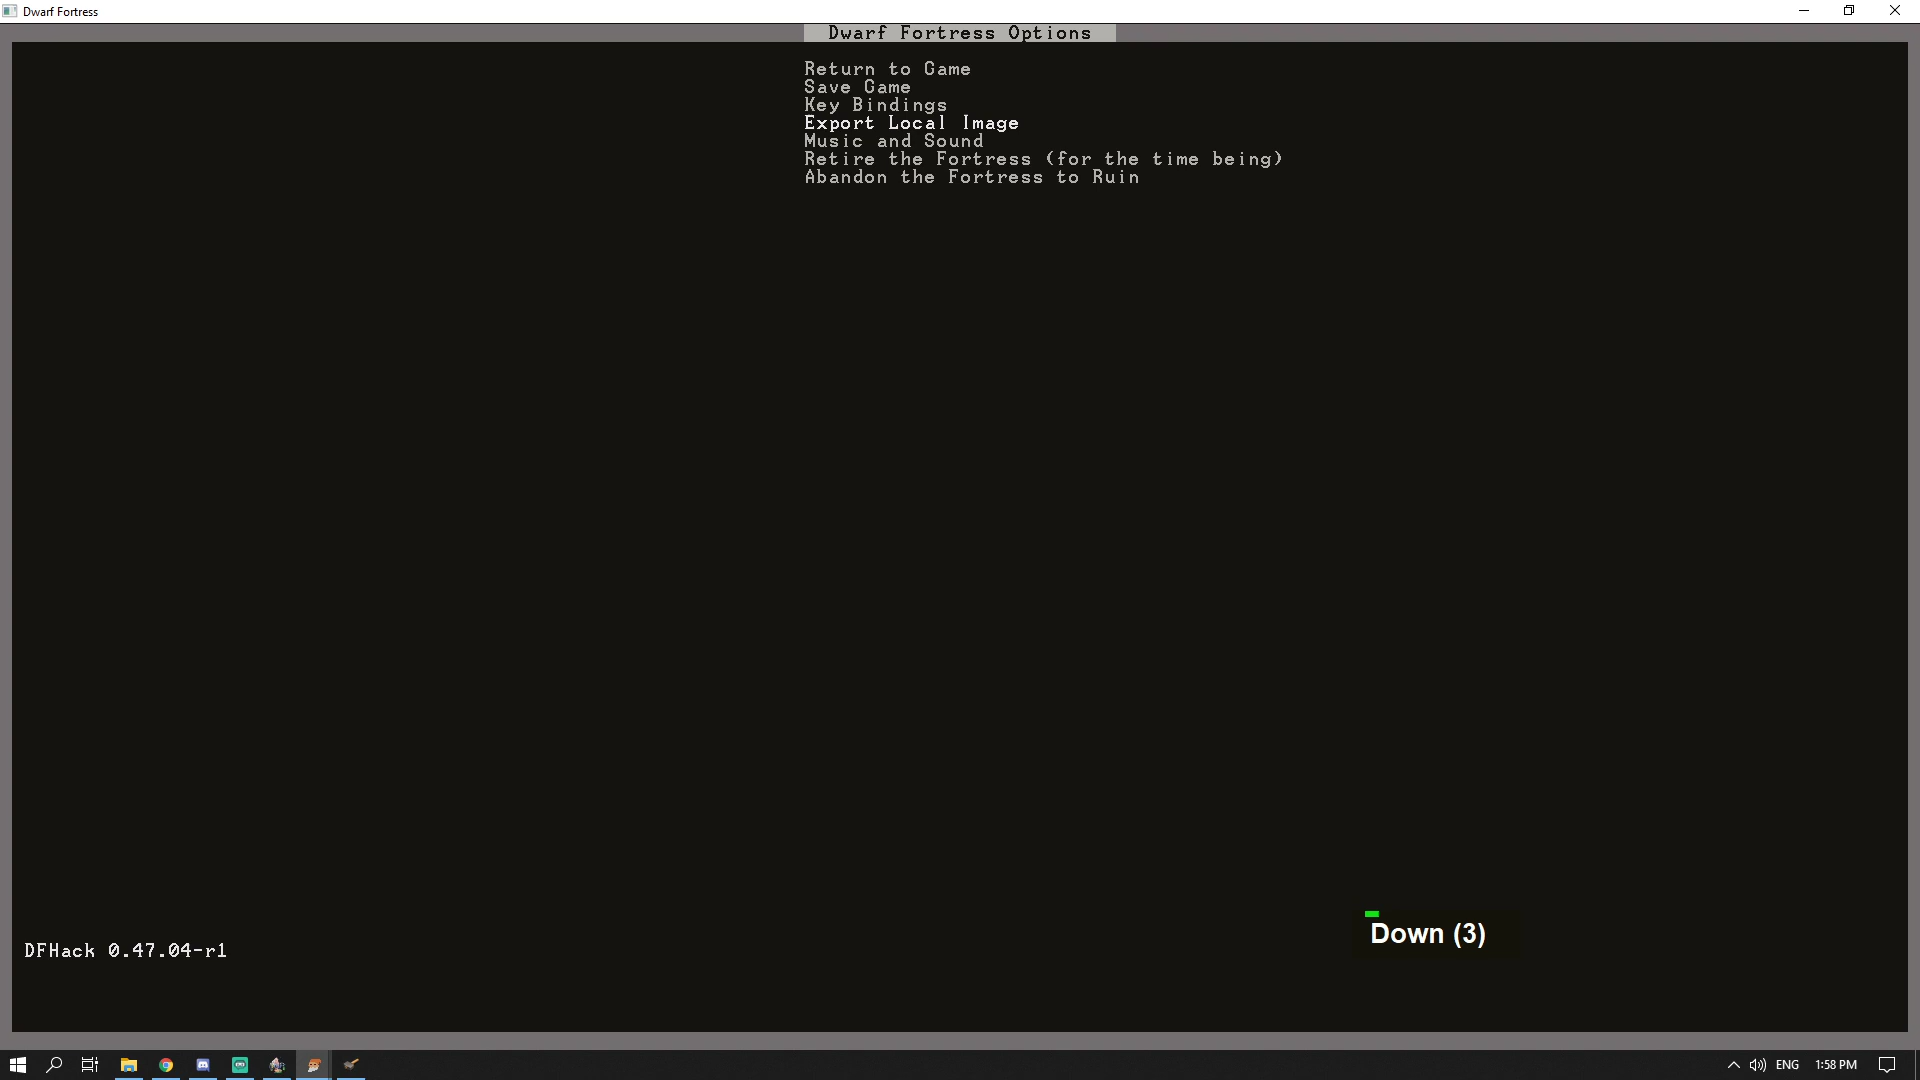 Dwarf Fortress
Dwarf Fortress Options
Return to Game
Save Game
Key Bindings
Export Local Image
Music and Sound
Retire the Fortress (for the time being)
Abandon the Fortress to Ruin
Down (3)
DFHack 0.47.04-r1
ENG
1:58 PM